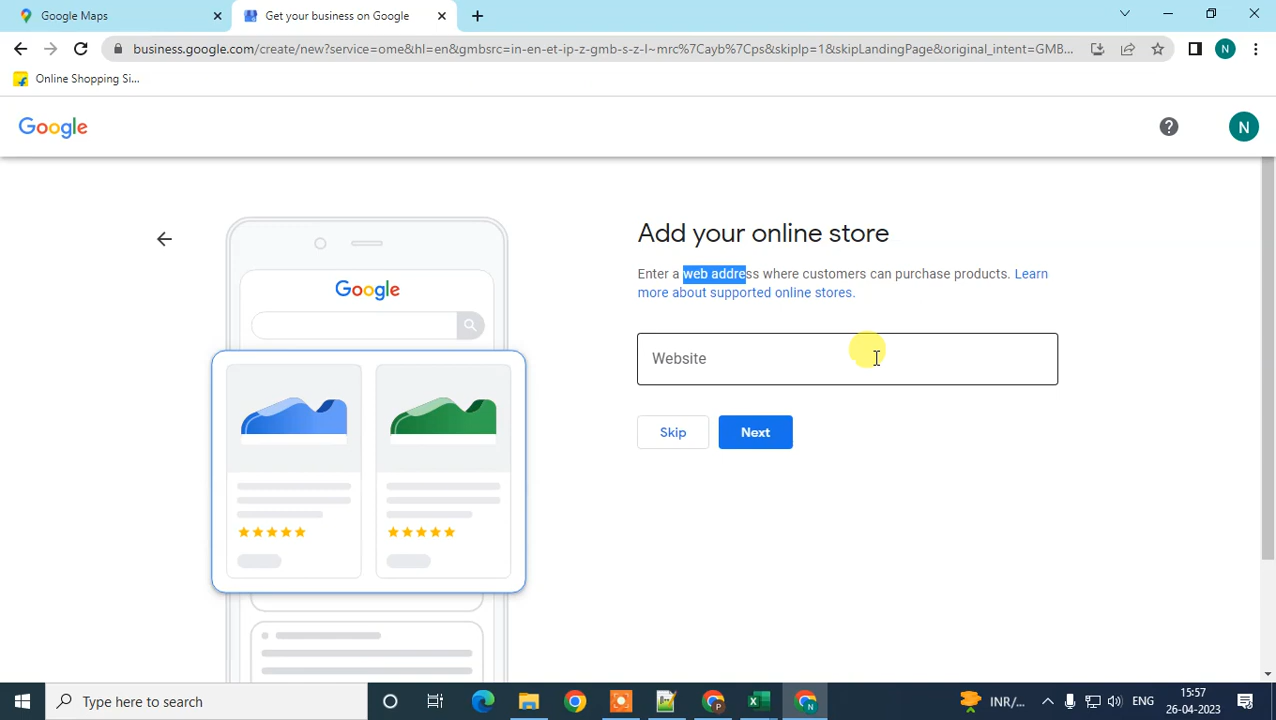 Google Maps
Get your business on Google
business.google.com/create/new?service=ome&hl=en&gmbsrc=in-en-et-ip-z-gmb-s-z-l~mrc%7Cayb%7Cps&skipIp=1&skipLandingPage&original_intent=GMB...
N
Online Shopping Si...
Google
N
Add your online store
Enter a web address where customers can purchase products. Learn
more about supported online stores.
Google
Website
Skip
Next
Type here to search
P
N
INR/...
ENG
15:57
26-04-2023